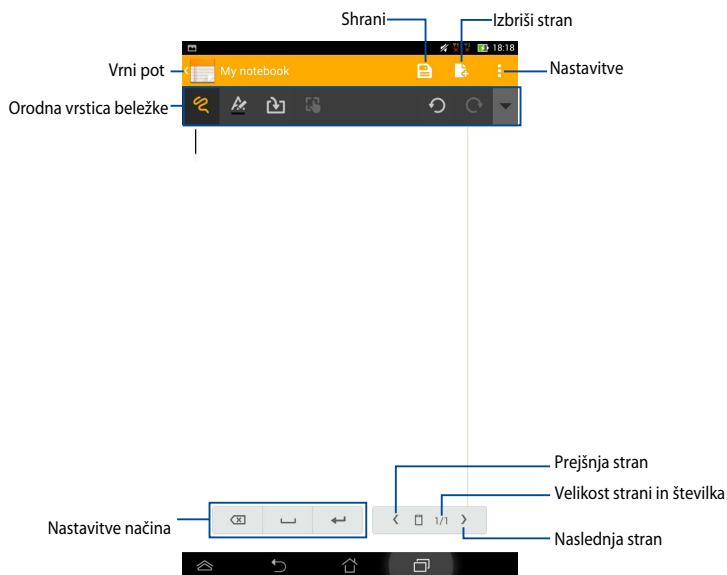 Shrani
Izbriši stran
18:18
Vrni pot
My notebook
Nastavitve
Orodna vrstica beležke
Prejšnja stran
Velikost strani in številka
Nastavitve načina
1/1
Naslednja stran